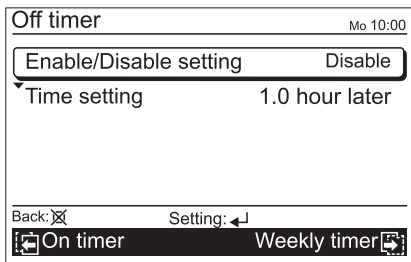 Off timer Mo 10:00
Enable/Disable setting Disable
Time setting 1.0 hour later
Back: Setting:
On timer Weekly timer